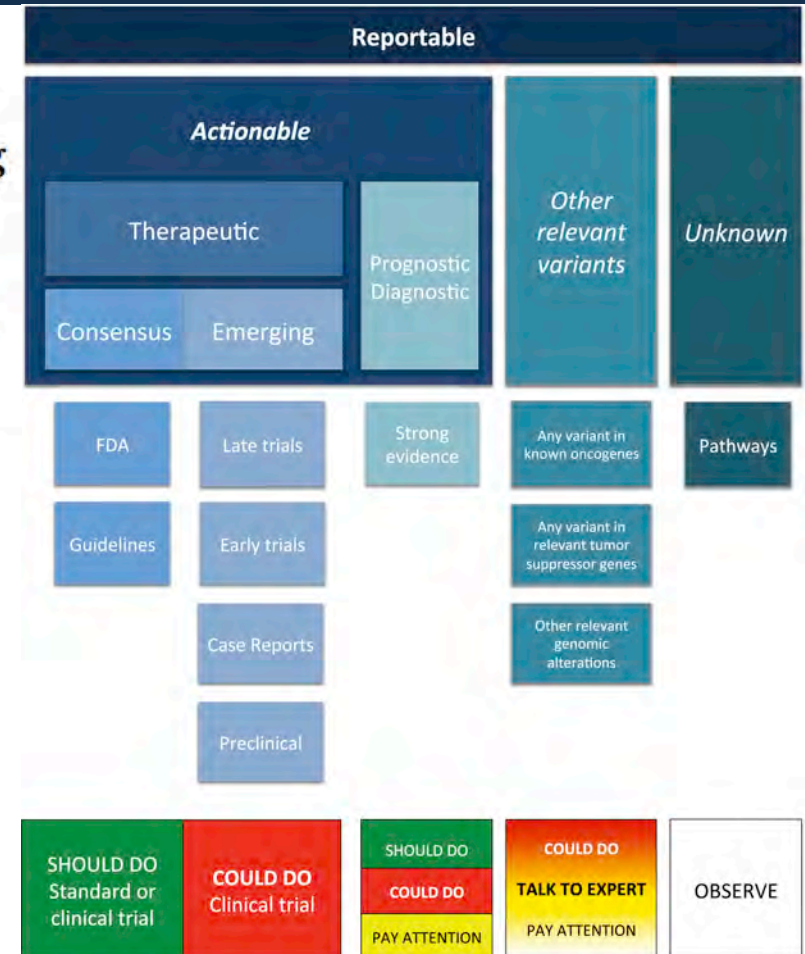 Reportable
g
Actionable
Therapeutic
Consensus
Emerging
Prognostic
Diagnostic
Other
relevant
variants
Unknown
FDA
Late trials
Strong
evidence
Any variant in
known oncogenes
Pathways
Guidelines
Early trials
Any variant in
relevant tumor
suppressor genes
Case Reports
Other relevant
genomic
alterations
Preclinical
SHOULD DO
Standard or
clinical trial
COULD DO
Clinical trial
SHOULD DO
COULD DO
PAY ATTENTION
COULD DO
TALK TO EXPERT
PAY ATTENTION
OBSERVE